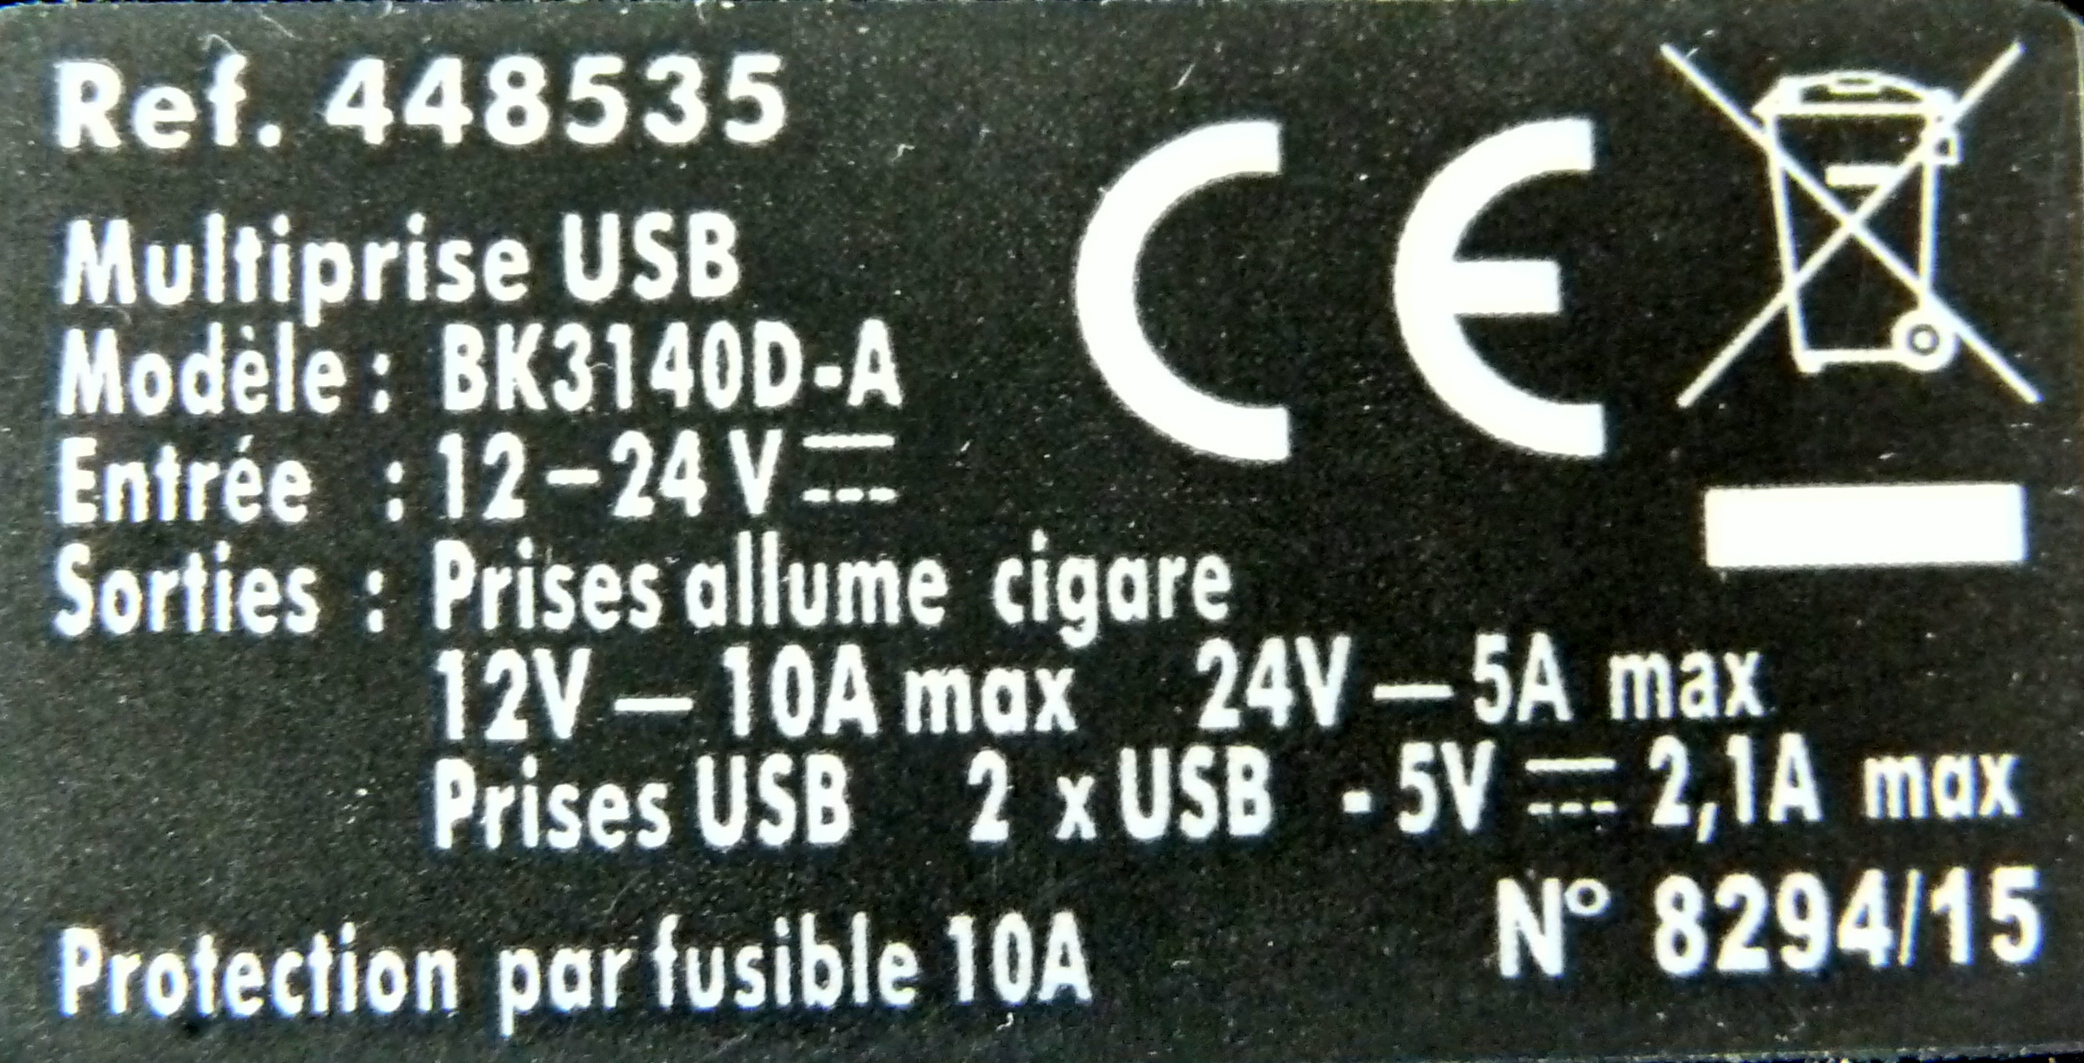 Ref. 448535
CE
Multiprise USB
Modèle : BK3140D-A
Entrée : 12-24 V ⎓
Sorties : Prises allume cigare
12V — 10A max 24V — 5A max
Prises USB 2 x USB - 5V ⎓ 2,1A max
N° 8294/15
Protection par fusible 10A